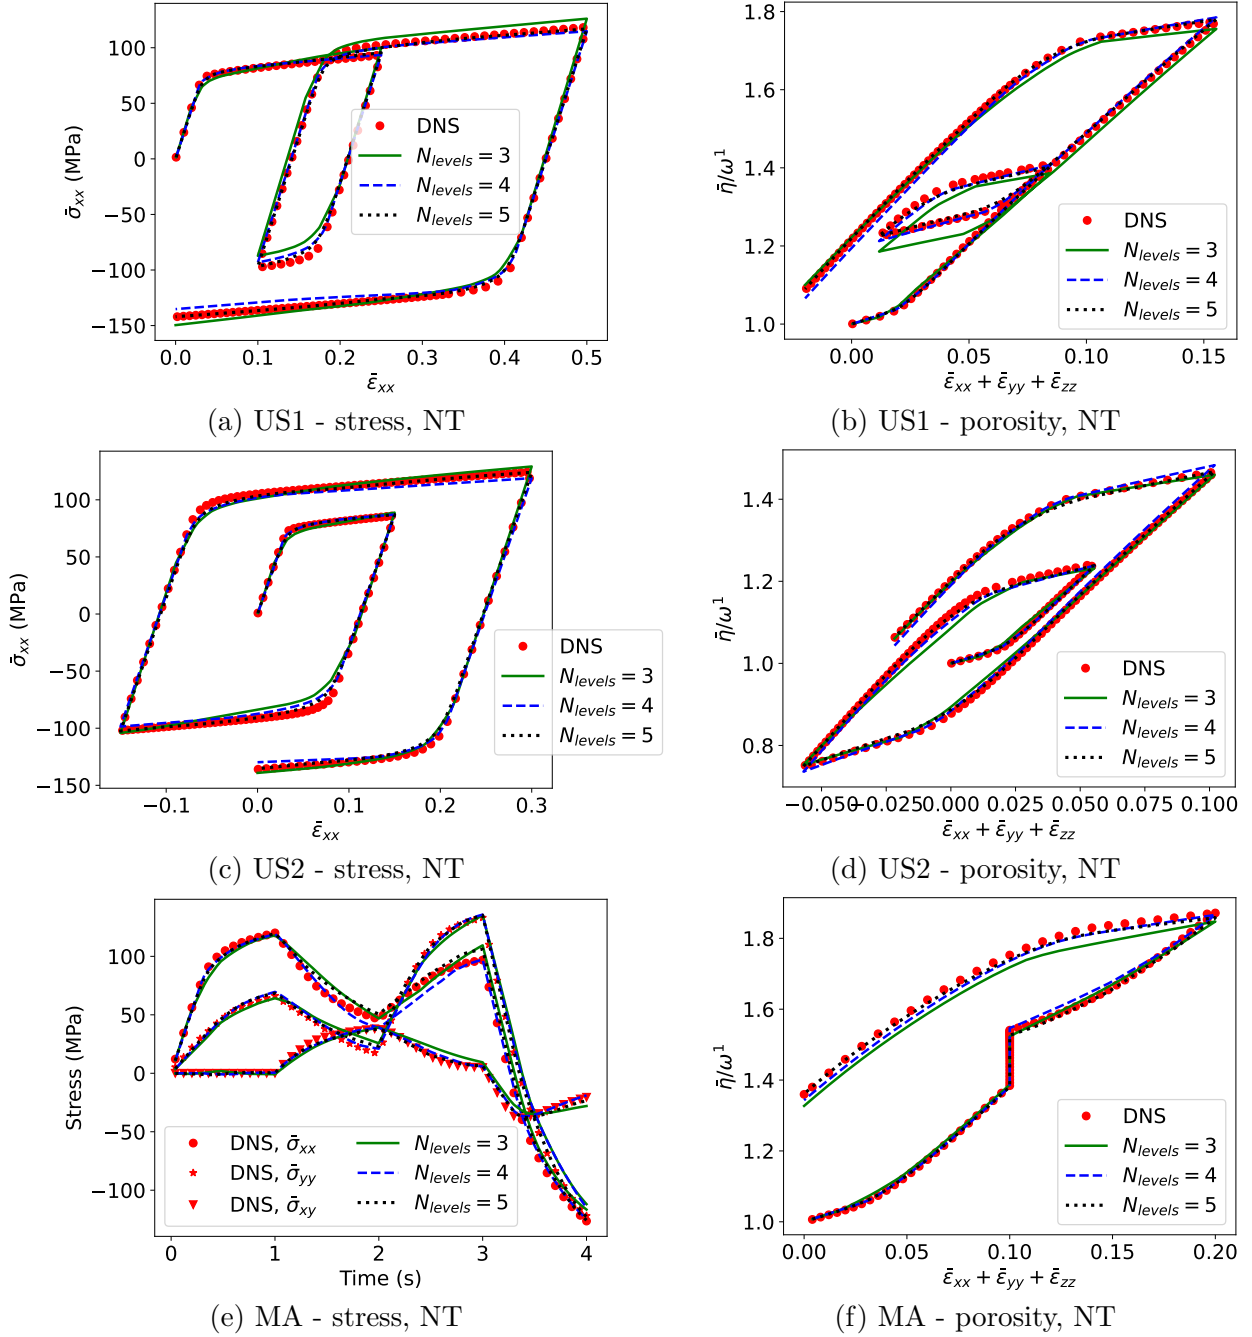 100
50
0
−50
−100
−150
σ̄xx (MPa)
0.0 0.1 0.2 0.3 0.4 0.5
ε̄xx
DNS
Nlevels = 3
Nlevels = 4
Nlevels = 5
(a) US1 - stress, NT
1.8
1.6
1.4
1.2
1.0
η̄/ω¹
0.00 0.05 0.10 0.15
ε̄xx + ε̄yy + ε̄zz
DNS
Nlevels = 3
Nlevels = 4
Nlevels = 5
(b) US1 - porosity, NT
100
50
0
−50
−100
−150
σ̄xx (MPa)
−0.1 0.0 0.1 0.2 0.3
ε̄xx
DNS
Nlevels = 3
Nlevels = 4
Nlevels = 5
(c) US2 - stress, NT
1.4
1.2
1.0
0.8
η̄/ω¹
−0.050 −0.025 0.000 0.025 0.050 0.075 0.100
ε̄xx + ε̄yy + ε̄zz
DNS
Nlevels = 3
Nlevels = 4
Nlevels = 5
(d) US2 - porosity, NT
100
50
0
−50
−100
Stress (MPa)
0 1 2 3 4
Time (s)
DNS, σ̄xx
DNS, σ̄yy
DNS, σ̄xy
Nlevels = 3
Nlevels = 4
Nlevels = 5
(e) MA - stress, NT
1.8
1.6
1.4
1.2
1.0
η̄/ω¹
0.00 0.05 0.10 0.15 0.20
ε̄xx + ε̄yy + ε̄zz
DNS
Nlevels = 3
Nlevels = 4
Nlevels = 5
(f) MA - porosity, NT